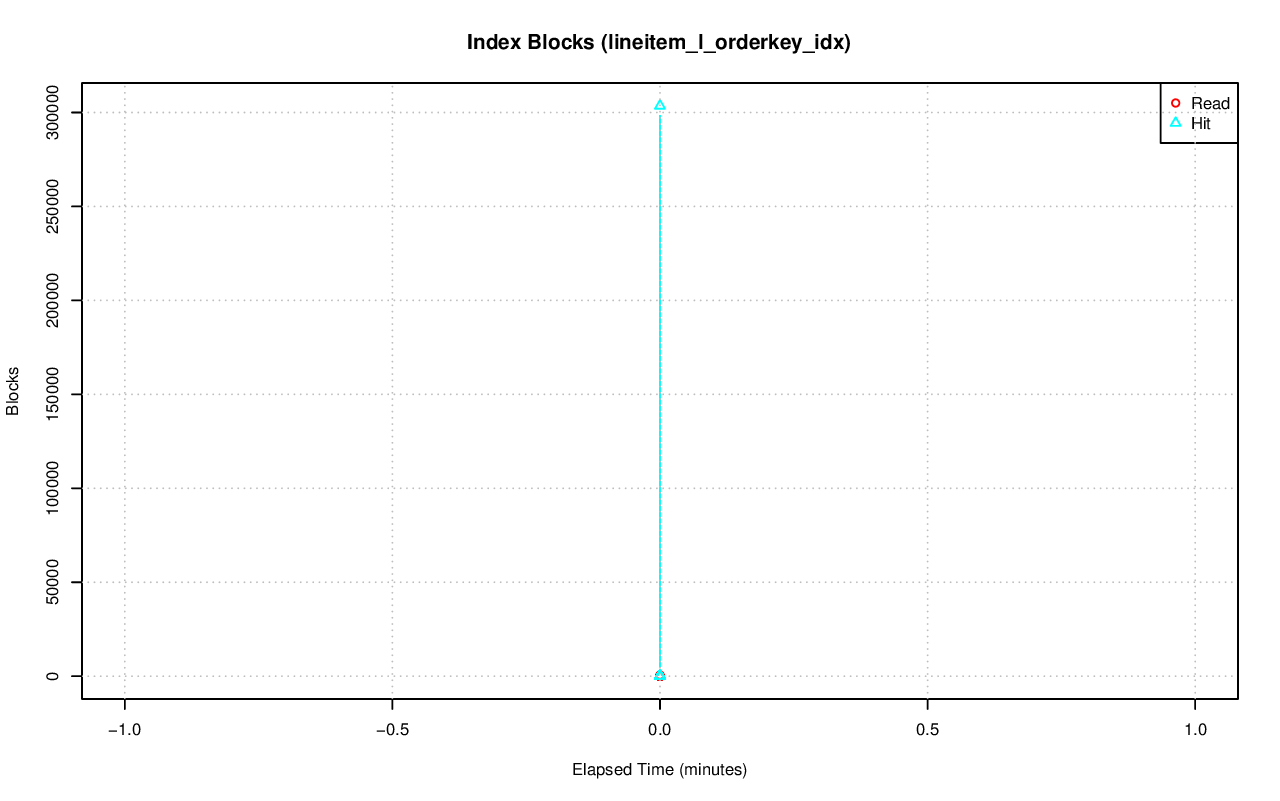 Index Blocks (lineitem_l_orderkey_idx)
Read
Hit
300000
250000
200000
150000
100000
50000
0
Blocks
−1.0 −0.5 0.0 0.5 1.0
Elapsed Time (minutes)